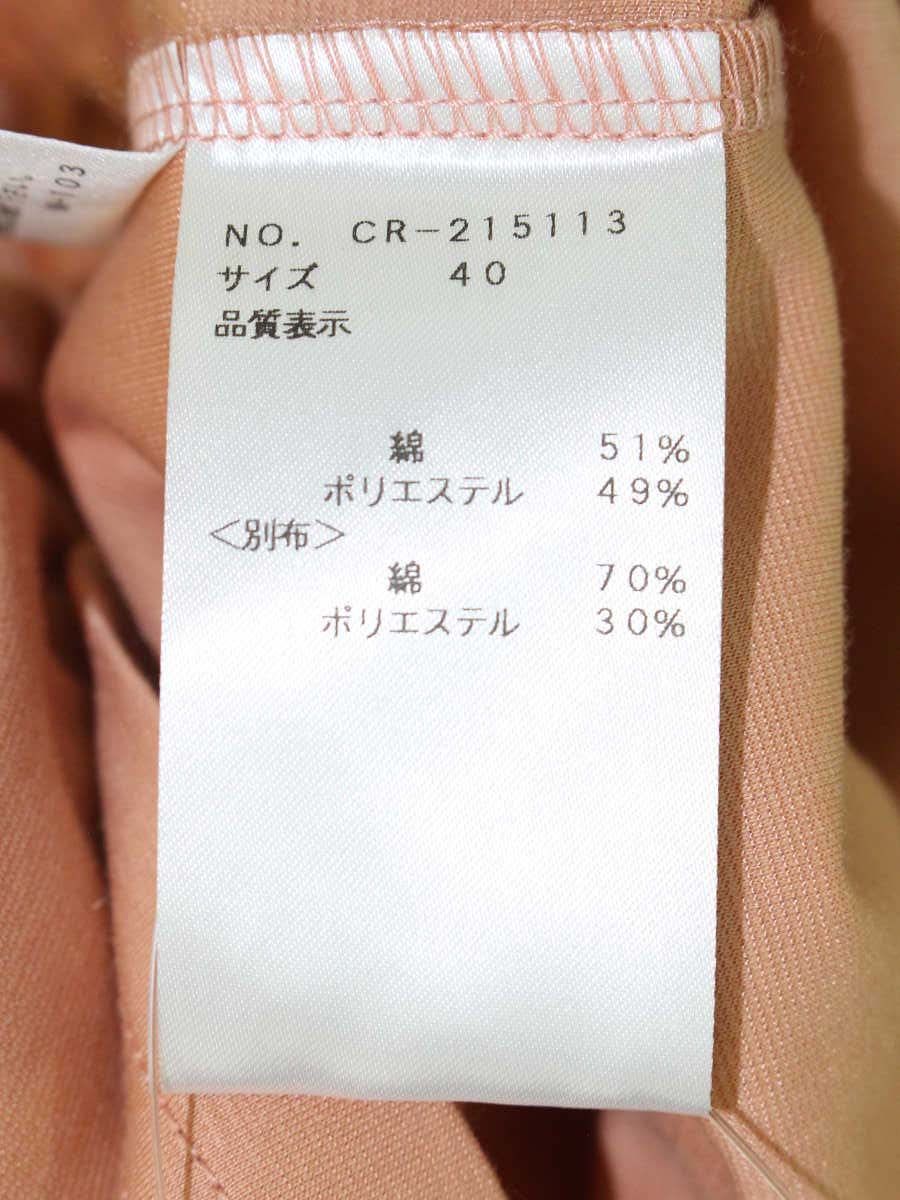 NO. CR-215113
サイズ 40
品質表示
綿 51%
ポリエステル 49%
<別布>
綿 70%
ポリエステル 30%
103